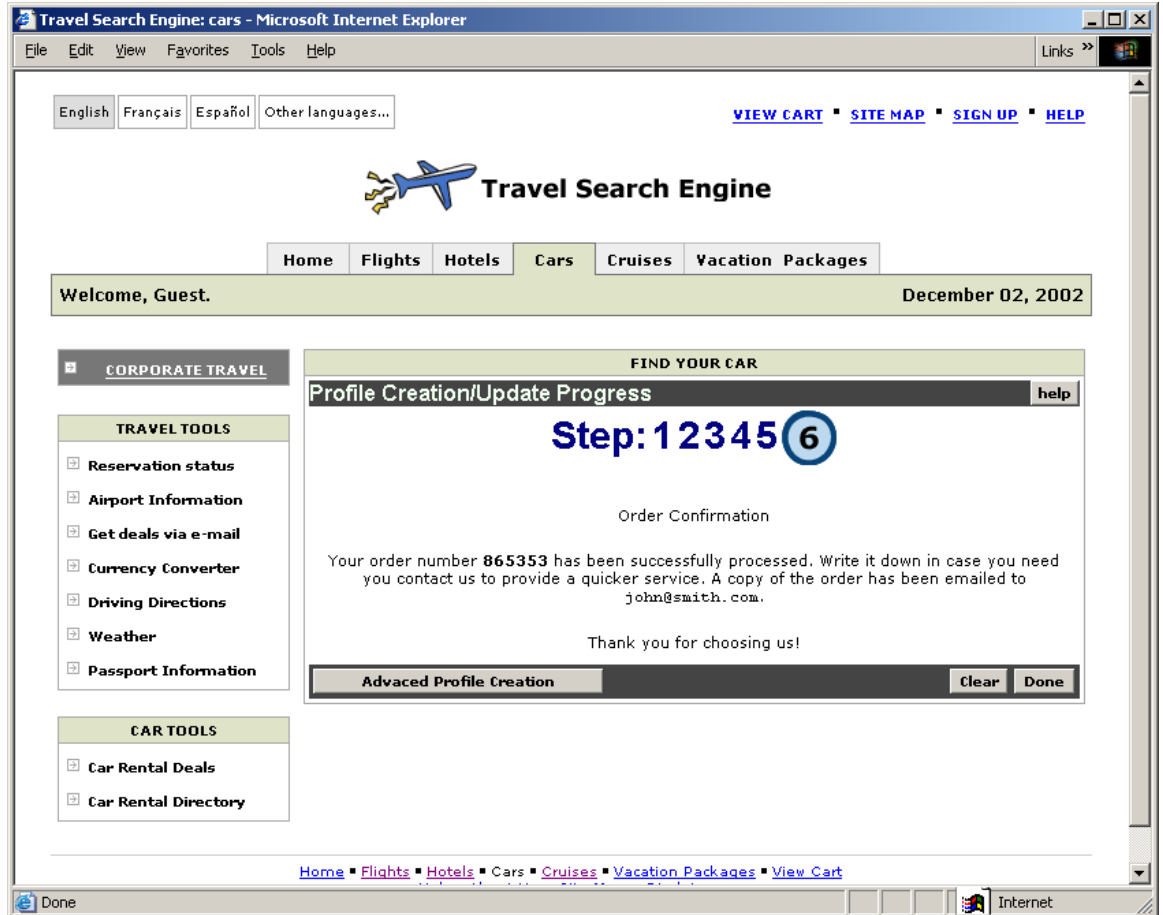 Travel Search Engine: cars - Microsoft Internet Explorer
File Edit View Favorites Tools Help Links »
English Français Español Other languages...
VIEW CART ▪ SITE MAP ▪ SIGN UP ▪ HELP
Travel Search Engine
Home Flights Hotels Cars Cruises Vacation Packages
Welcome, Guest. December 02, 2002
CORPORATE TRAVEL
TRAVEL TOOLS
Reservation status
Airport Information
Get deals via e-mail
Currency Converter
Driving Directions
Weather
Passport Information
CAR TOOLS
Car Rental Deals
Car Rental Directory
FIND YOUR CAR
Profile Creation/Update Progress help
Step: 1 2 3 4 5 6
Order Confirmation
Your order number 865353 has been successfully processed. Write it down in case you need
you contact us to provide a quicker service. A copy of the order has been emailed to
john@smith.com.
Thank you for choosing us!
Advaced Profile Creation Clear Done
Home ▪ Flights ▪ Hotels ▪ Cars ▪ Cruises ▪ Vacation Packages ▪ View Cart
Done Internet